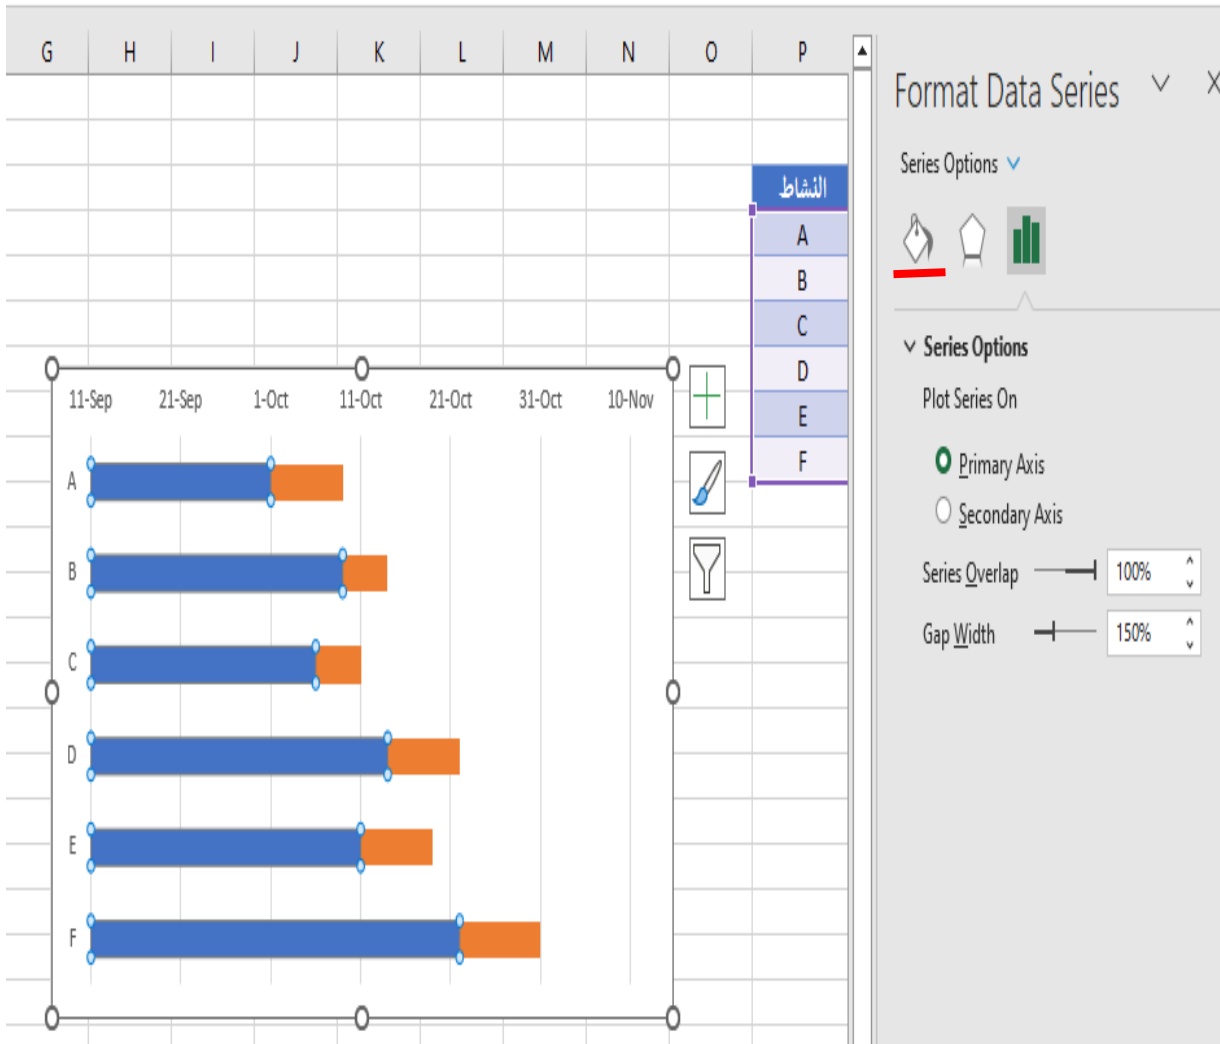 G H I J K L M N O P
Format Data Series
Series Options
النشاط
A
B
C
D
E
F
Series Options
Plot Series On
Primary Axis
Secondary Axis
Series Overlap 100%
Gap Width 150%
11-Sep 21-Sep 1-Oct 11-Oct 21-Oct 31-Oct 10-Nov
A
B
C
D
E
F